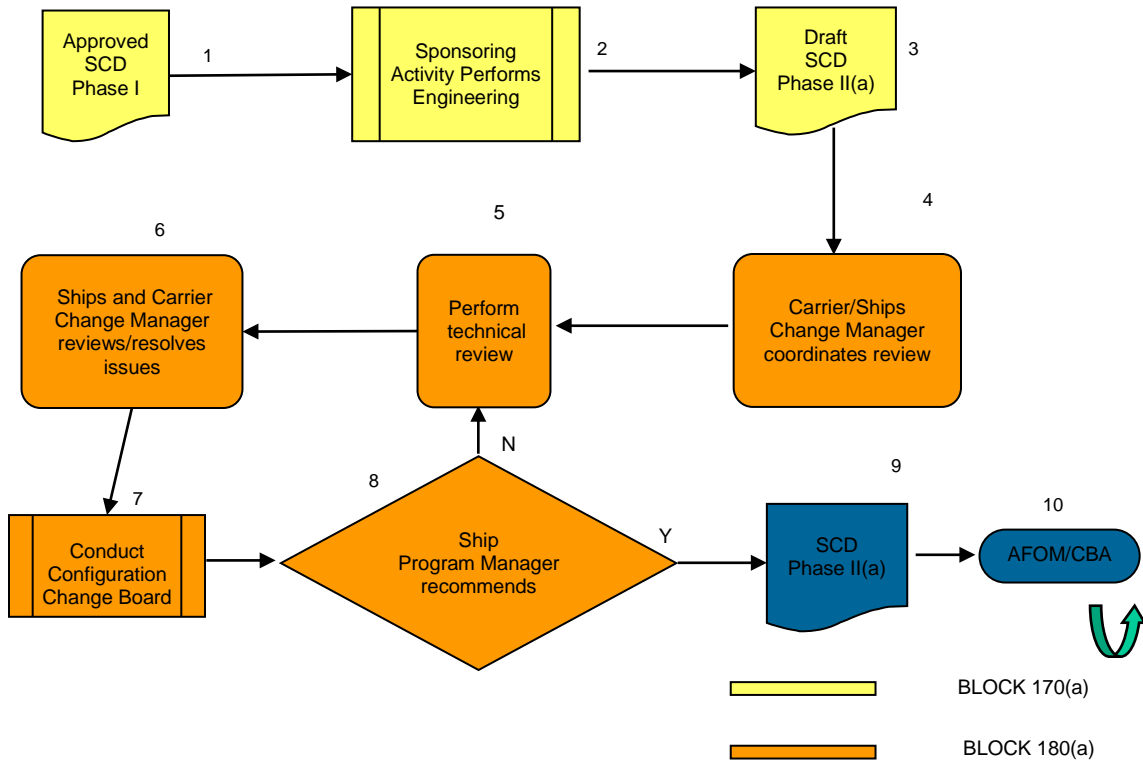 Approved
SCD
Phase I
1
Sponsoring
Activity Performs
Engineering
2
Draft
SCD
Phase II(a)
3
4
Carrier/Ships
Change Manager
coordinates review
5
Perform
technical
review
6
Ships and Carrier
Change Manager
reviews/resolves
issues
7
Conduct
Configuration
Change Board
8
Ship
Program Manager
recommends
N
Y
9
SCD
Phase II(a)
10
AFOM/CBA
BLOCK 170(a)
BLOCK 180(a)